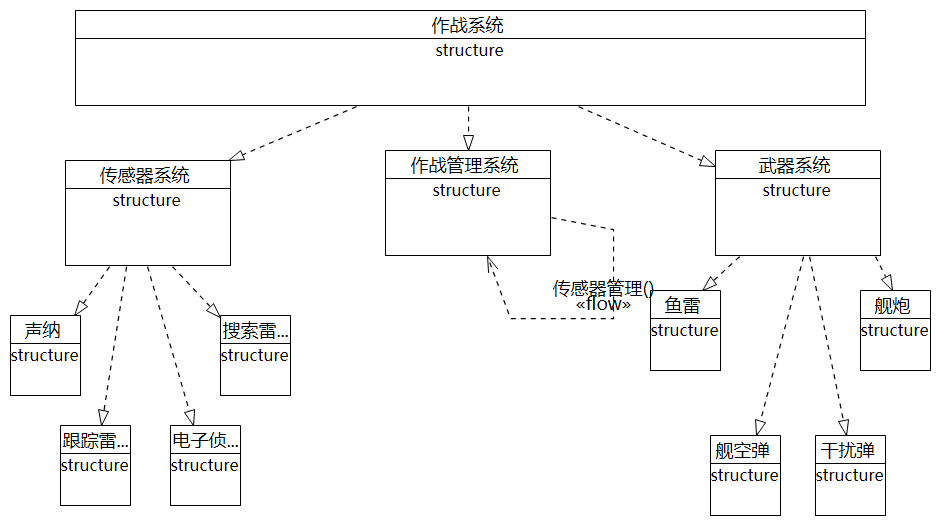 作战系统
structure
传感器系统
structure
作战管理系统
structure
武器系统
structure
传感器管理()
«flow»
声纳
structure
搜索雷...
structure
鱼雷
structure
舰炮
structure
跟踪雷...
structure
电子侦...
structure
舰空弹
structure
干扰弹
structure